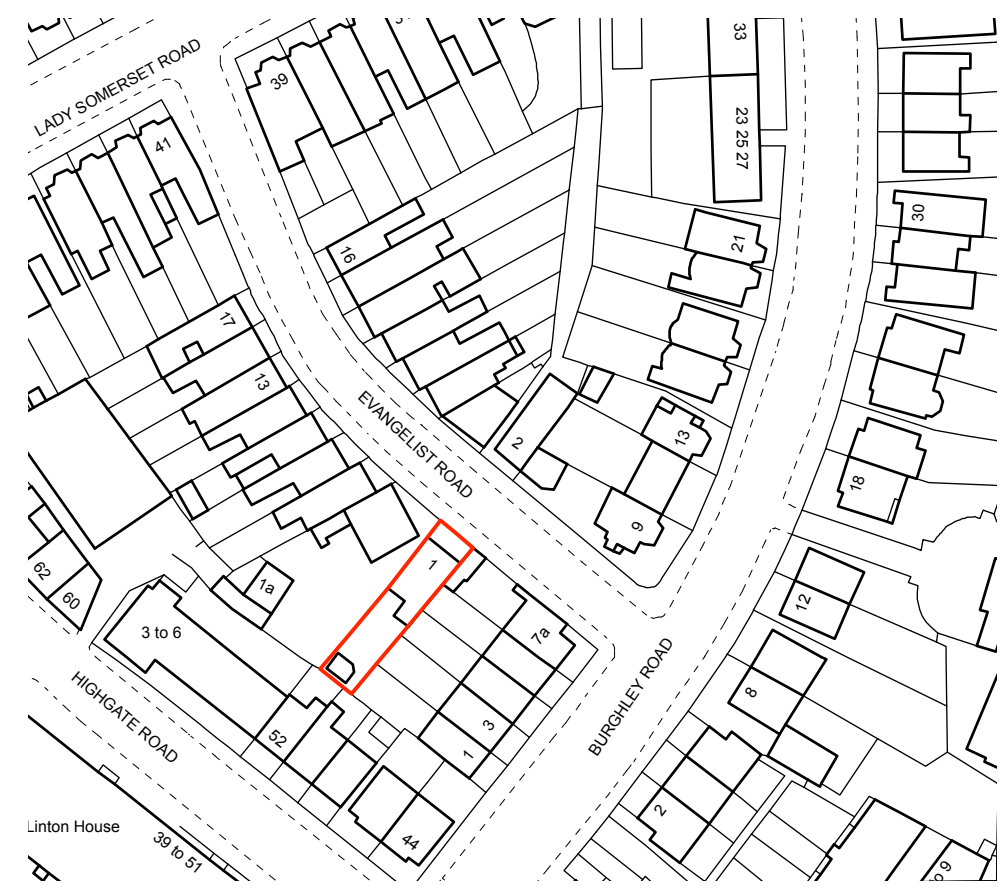 33
LADY SOMERSET ROAD
39
41
23 25 27
30
21
16
17
13
EVANGELIST ROAD
2
13
18
9
1
62
60
1a
12
3 to 6
7a
HIGHGATE ROAD
BURGHLEY ROAD
8
52
3
1
2
44
Linton House
39 to 51
to 9